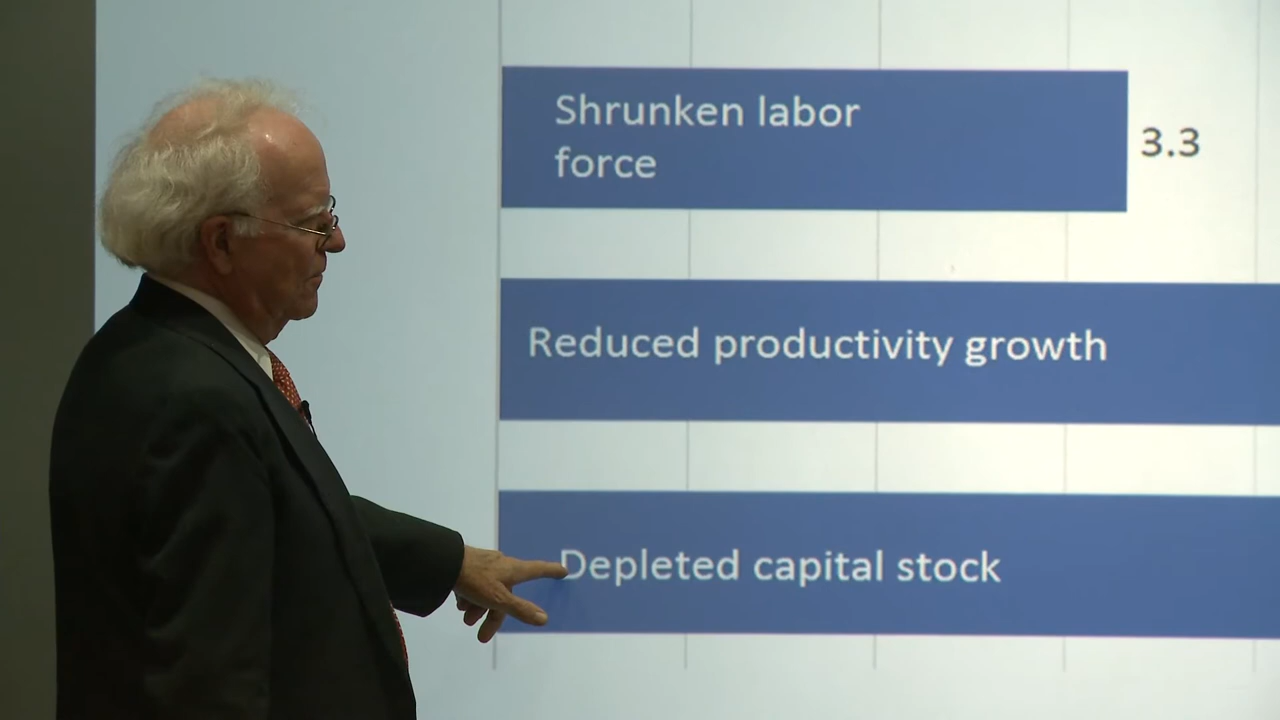 Shrunken labor
force
3.3
Reduced productivity growth
Depleted capital stock